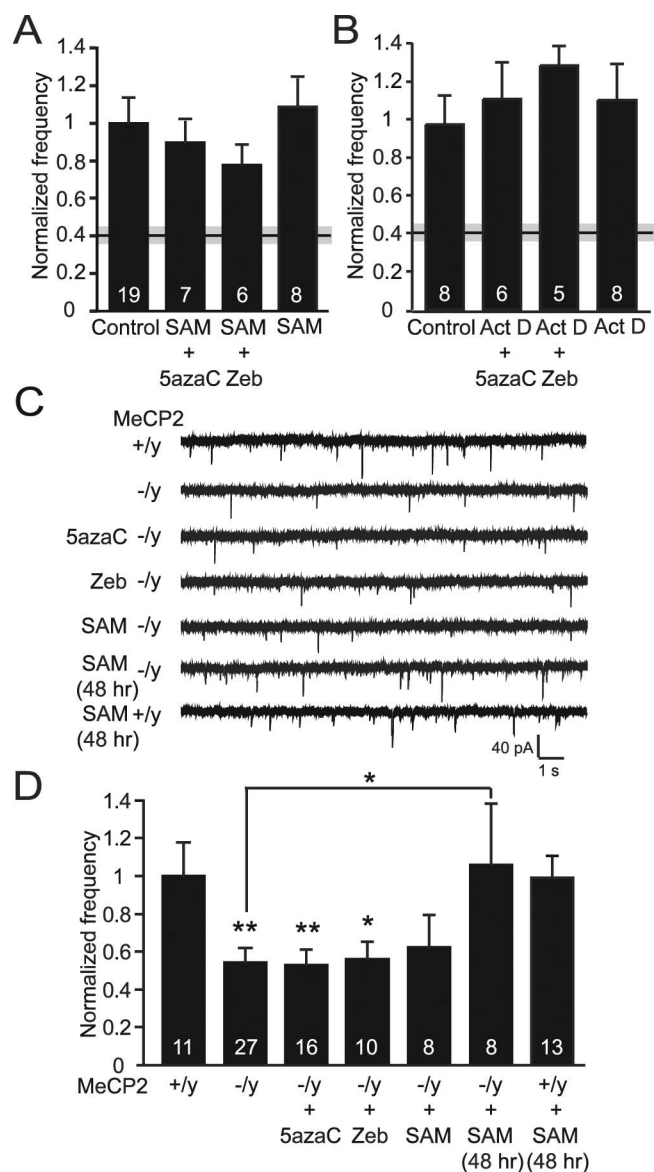 A
Normalized frequency
1.4
1.2
1
0.8
0.6
0.4
0.2
0
19
7
6
8
Control SAM SAM SAM
+ +
5azaC Zeb
B
Normalized frequency
1.4
1.2
1
0.8
0.6
0.4
0.2
0
8
6
5
8
Control Act D Act D Act D
+ +
5azaC Zeb
C
MeCP2
+/y
-/y
5azaC -/y
Zeb -/y
SAM -/y
SAM -/y
(48 hr)
SAM +/y
(48 hr)
40 pA
1 s
D
Normalized frequency
1.4
1.2
1
0.8
0.6
0.4
0.2
0
*
** ** *
11 27 16 10 8 8 13
MeCP2 +/y -/y -/y -/y -/y -/y +/y
+ + + + +
5azaC Zeb SAM SAM SAM
(48 hr) (48 hr)